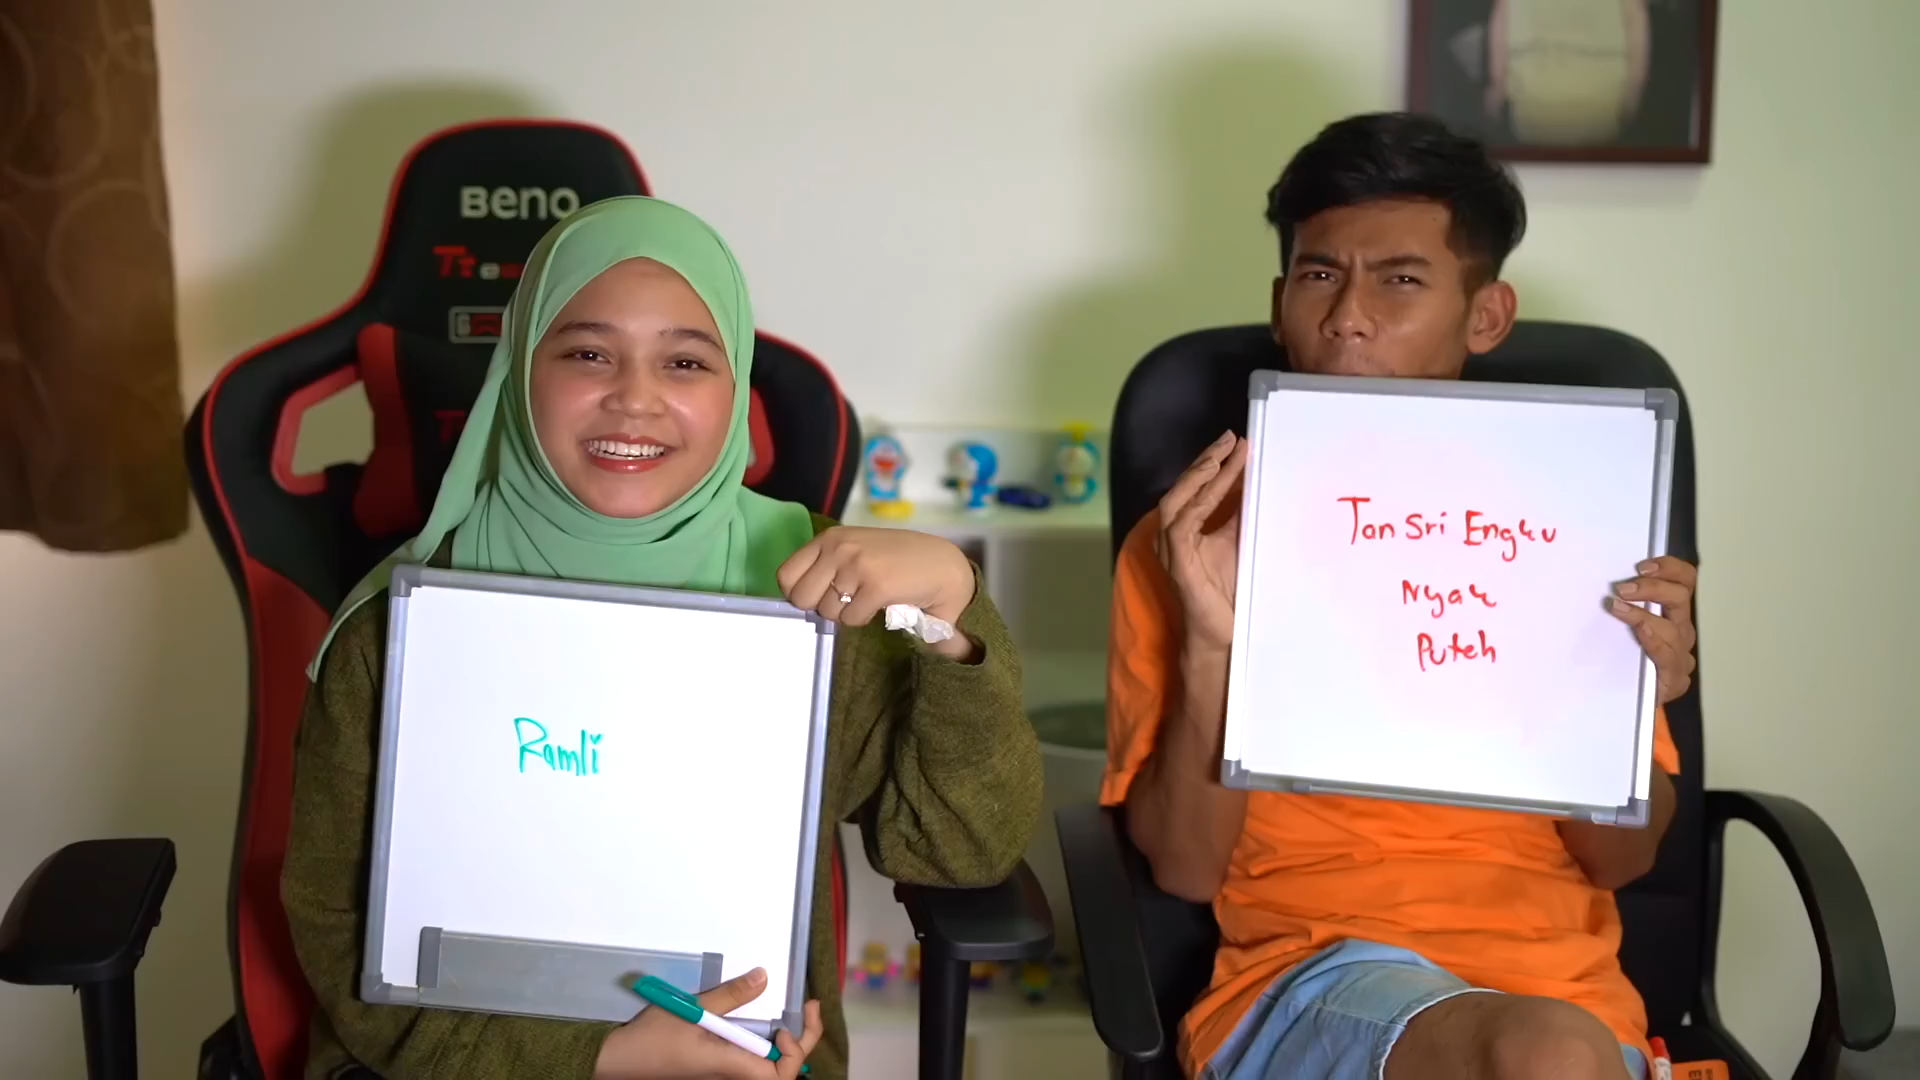 BenQ
Ramli
Tan Sri Engku
Nyak
Puteh